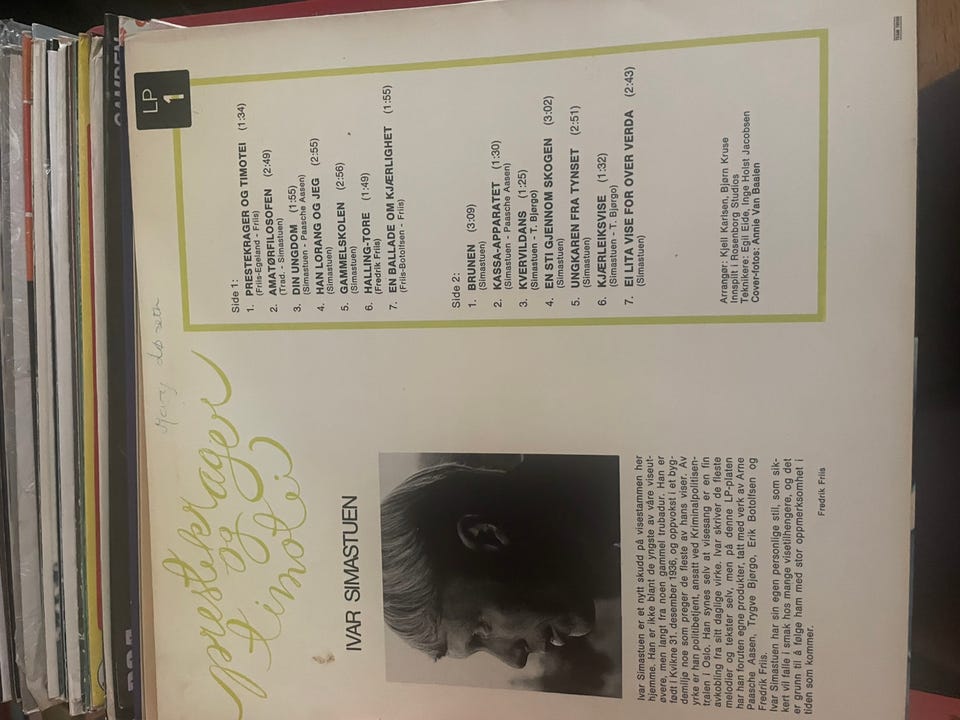 prestekrager
og
timotei
Mary
LP
1
IVAR SIMASTUEN
Ivar Simastuen er et nytt skudd på visestammen her
hjemme. Han er ikke blant de yngste av våre viseut-
øvere, men langt fra noen gammel trubadur. Han er
født i Kvikne 31. desember 1936, og oppvokst i et byg-
demiljø noe som preger de fleste av hans viser. Av
yrke er han politibetjent, ansatt ved Kriminalpolitisen-
tralen i Oslo. Han synes selv at visesang er en fin
avkobling fra sitt daglige virke. Ivar skriver de fleste
melodier og tekster selv, men på denne LP-platen
har han foruten egne produkter, tatt med verk av Arne
Paasche Aasen, Trygve Bjørgo, Erik Botollsen og
Fredrik Friis.
Ivar Simastuen har sin egen personlige stil, som sik-
kert vil falle i smak hos mange visetilhengere, og det
er grunn til å følge ham med stor oppmerksomhet i
tiden som kommer.
Fredrik Friis
Side 1:
1. PRESTEKRAGER OG TIMOTEI (1:34)
(Friis-Egeland - Friis)
2. AMATØRFILOSOFEN (2:49)
(Trad. - Simastuen)
3. DIN UNGDOM (1:55)
(Simastuen - Paasche Aasen)
4. HAN LORANG OG JEG (2:55)
(Simastuen)
5. GAMMELSKOLEN (2:56)
(Simastuen)
6. HALLING-TORE (1:49)
(Fredrik Friis)
7. EN BALLADE OM KJÆRLIGHET (1:55)
(Friis-Botoltsen - Friis)
Side 2:
1. BRUNEN (3:09)
(Simastuen)
2. KASSA-APPARATET (1:30)
(Simastuen - Paasche Aasen)
3. KVERVILDANS (1:25)
(Simastuen - T. Bjørgo)
4. EN STI GJENNOM SKOGEN (3:02)
(Simastuen)
5. UNGKAREN FRA TYNSET (2:51)
(Simastuen)
6. KJÆRLEIKSVISE (1:32)
(Simastuen - T. Bjørgo)
7. EI LITA VISE FOR OVER VERDA (2:43)
(Simastuen)
Arranger: Kjell Karlsen, Bjørn Kruse
Innspilt i Rosenborg Studios
Teknikere: Egil Eide, Inge Holst Jacobsen
Cover-fotos: Annie Van Baalen
CAMDEN